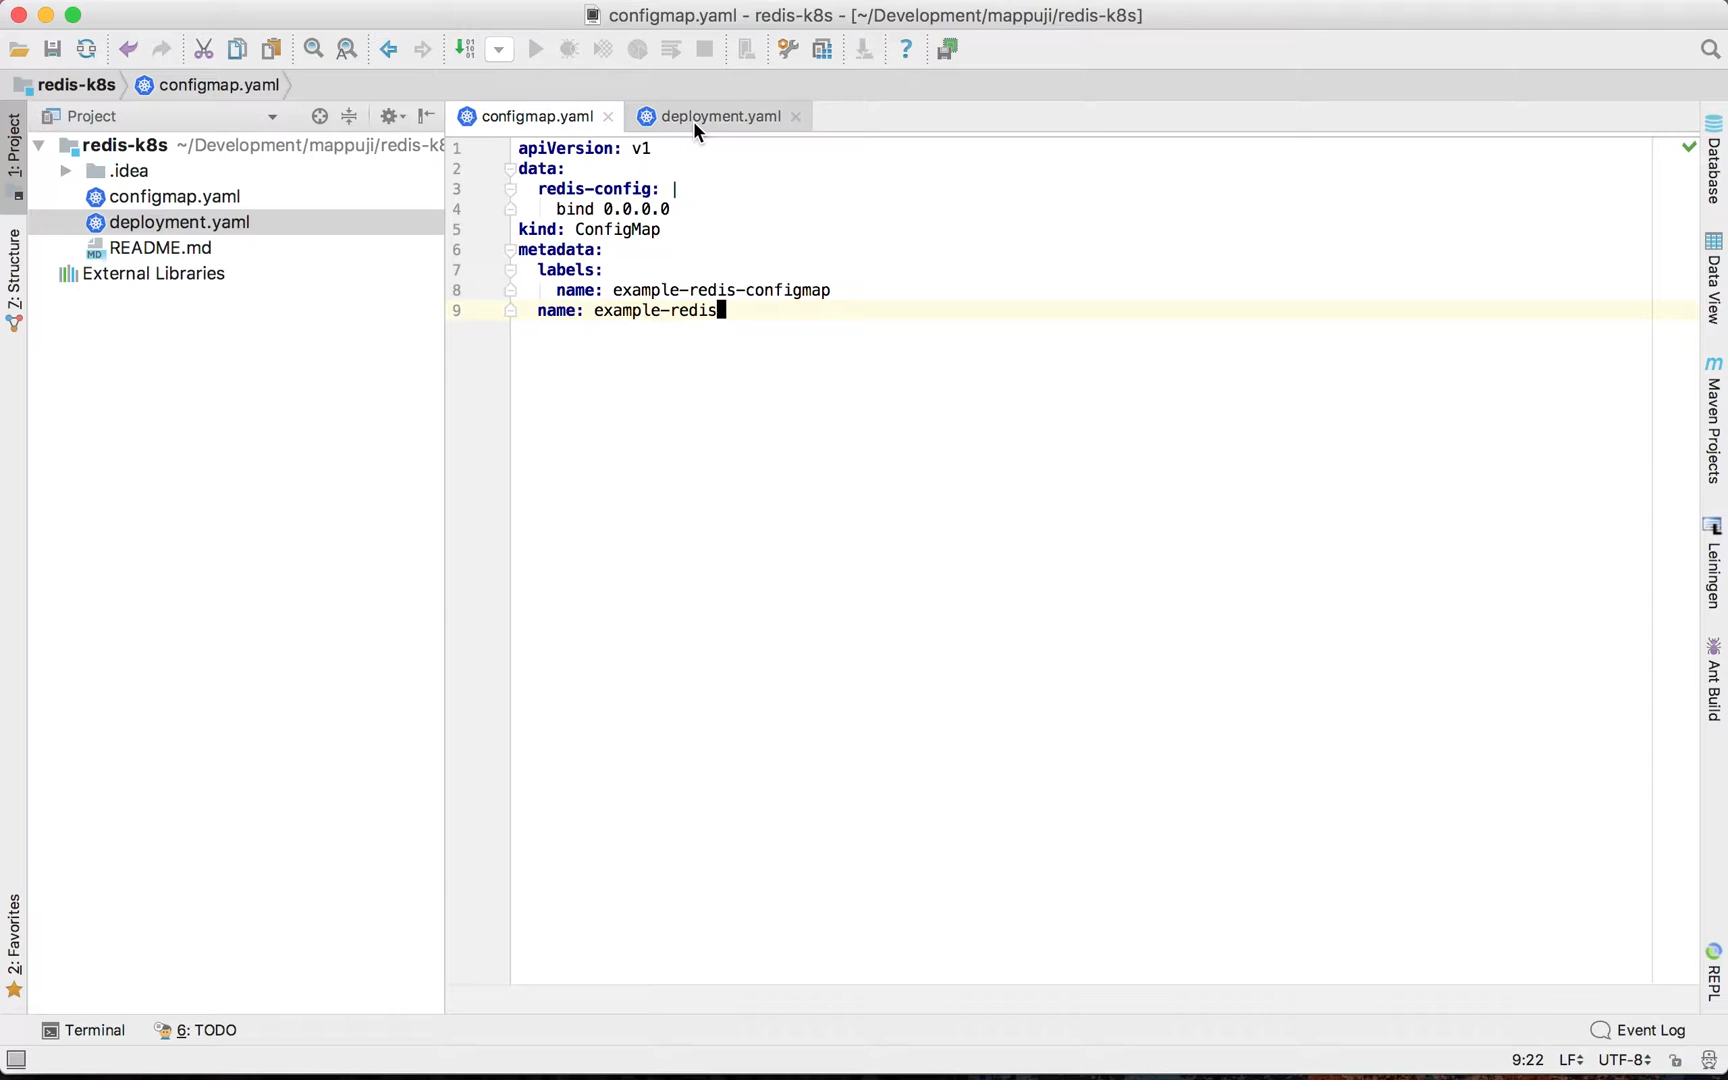 configmap.yaml - redis-k8s - [~/Development/mappuji/redis-k8s]
redis-k8s configmap.yaml
Project configmap.yaml deployment.yaml
redis-k8s ~/Development/mappuji/redis-k8
.idea
configmap.yaml
deployment.yaml
README.md
External Libraries
1 apiVersion: v1
2 data:
3 redis-config: |
4 bind 0.0.0.0
5 kind: ConfigMap
6 metadata:
7 labels:
8 name: example-redis-configmap
9 name: example-redis
1: Project
Z: Structure
2: Favorites
Database
Data View
m Maven Projects
Leiningen
Ant Build
REPL
Terminal 6: TODO Event Log
9:22 LF UTF-8